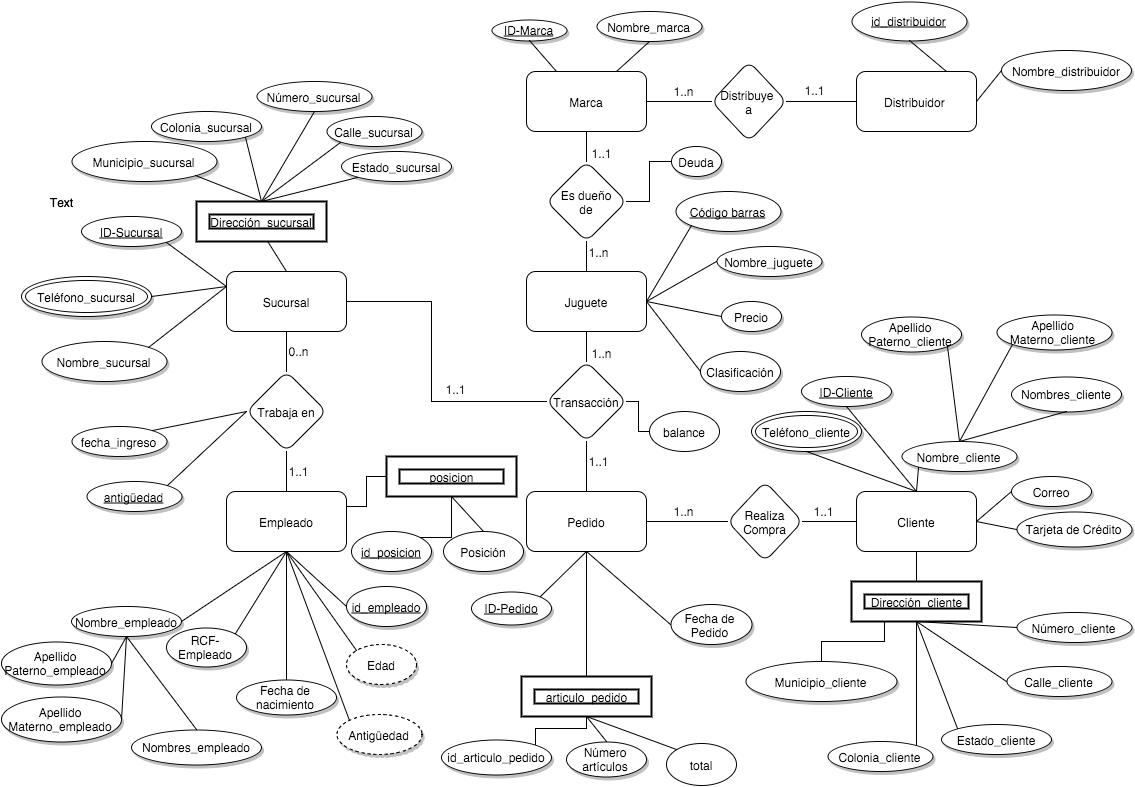 ID-Marca
Nombre_marca
id_distribuidor
Nombre_distribuidor
Marca
1..n
Distribuye
a
1..1
Distribuidor
Número_sucursal
Colonia_sucursal
Calle_sucursal
Municipio_sucursal
Estado_sucursal
1..1
Deuda
Es dueño
de
Text
Dirección_sucursal
ID-Sucursal
Código barras
1..n
Nombre_juguete
Teléfono_sucursal
Sucursal
Juguete
Precio
Nombre_sucursal
0..n
1..n
Clasificación
Apellido
Paterno_cliente
Apellido
Materno_cliente
ID-Cliente
Nombres_cliente
1..1
Trabaja en
Transacción
balance
Teléfono_cliente
Nombre_cliente
fecha_ingreso
1..1
1..1
antigüedad
posicion
Correo
Empleado
Pedido
1..n
Realiza
Compra
1..1
Cliente
Tarjeta de Crédito
id_posicion
Posición
id_empleado
ID-Pedido
Fecha de
Pedido
Dirección_cliente
Nombre_empleado
RCF-
Empleado
Número_cliente
Apellido
Paterno_empleado
Edad
Municipio_cliente
Calle_cliente
Fecha de
nacimiento
articulo_pedido
Apellido
Materno_empleado
Antigüedad
Nombres_empleado
id_articulo_pedido
Número
artículos
total
Colonia_cliente
Estado_cliente